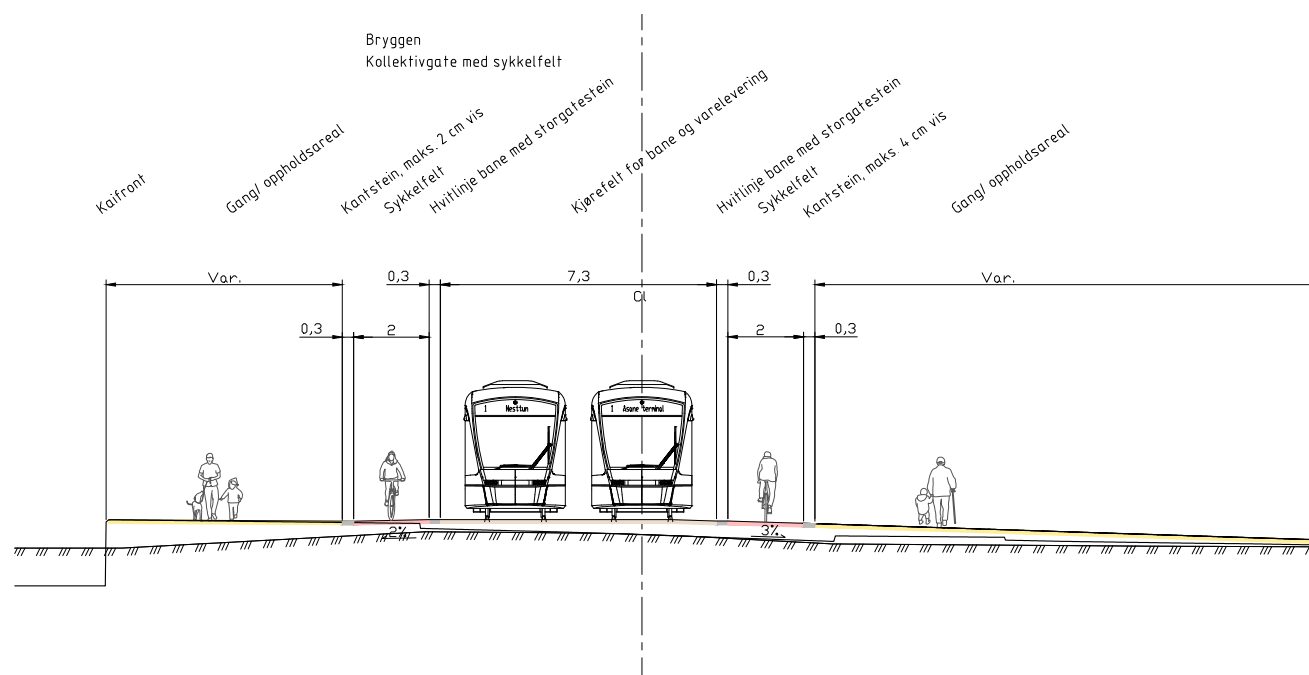 Bryggen
Kollektivgate med sykkelfelt
Kaifront
Gang/ oppholdsareal
Kantstein, maks. 2 cm vis
Sykkelfelt
Hvitlinje bane med storgatestein
Kjørefelt for bane og varelevering
Hvitlinje bane med storgatestein
Sykkelfelt
Kantstein, maks. 4 cm vis
Gang/ oppholdsareal
Var.
0,3
7,3
0,3
Var.
0,3
2
2
0,3
1 Nesttun
1 Åsane terminal
2%
3%